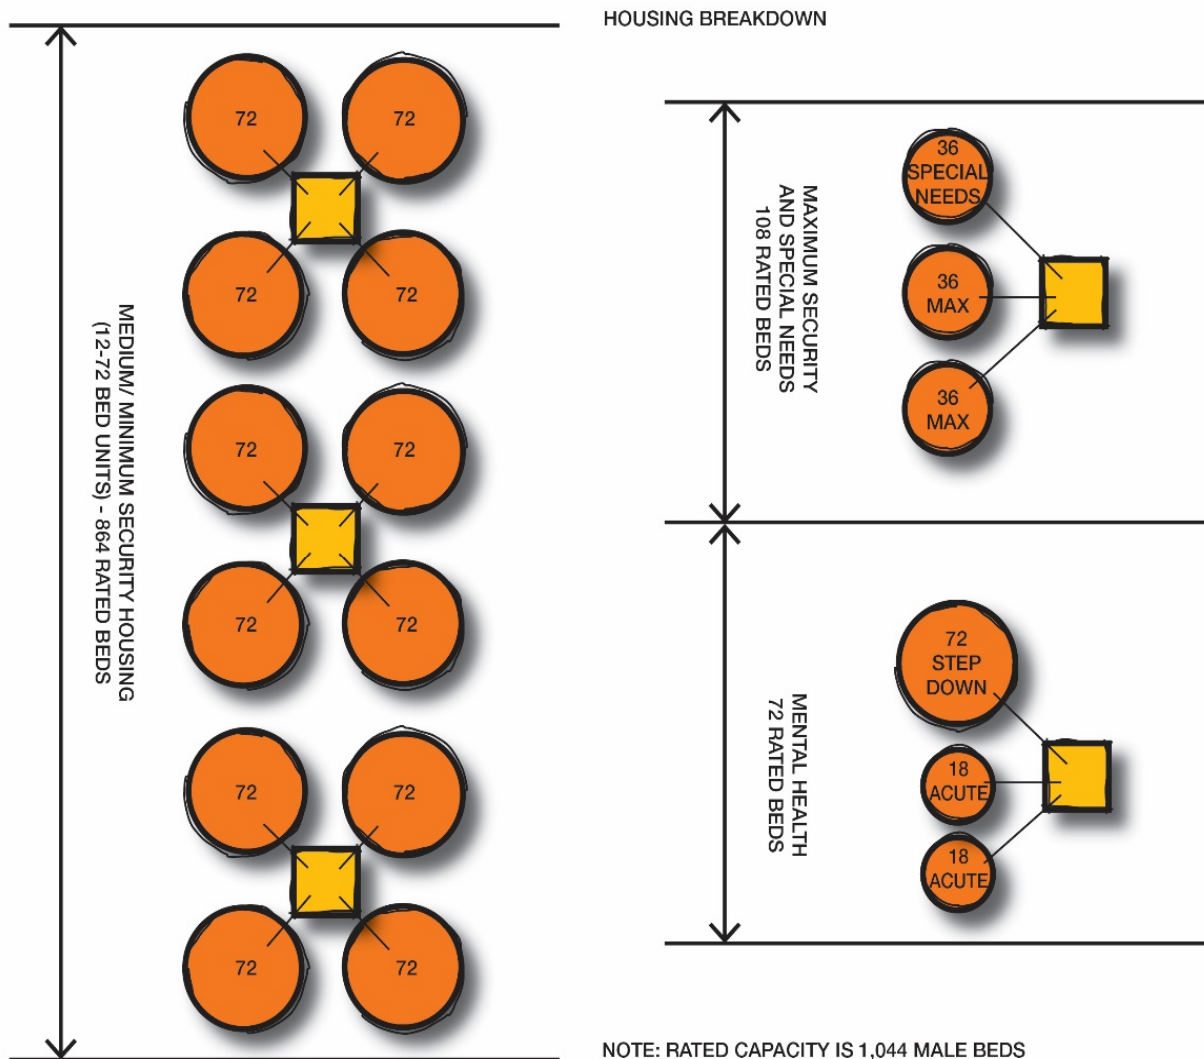 HOUSING BREAKDOWN
MEDIUM/ MINIMUM SECURITY HOUSING
(12-72 BED UNITS) - 864 RATED BEDS
72
72
72
72
72
72
72
72
72
72
72
72
MAXIMUM SECURITY
AND SPECIAL NEEDS
108 RATED BEDS
36
SPECIAL
NEEDS
36
MAX
36
MAX
MENTAL HEALTH
72 RATED BEDS
72
STEP
DOWN
18
ACUTE
18
ACUTE
NOTE: RATED CAPACITY IS 1,044 MALE BEDS